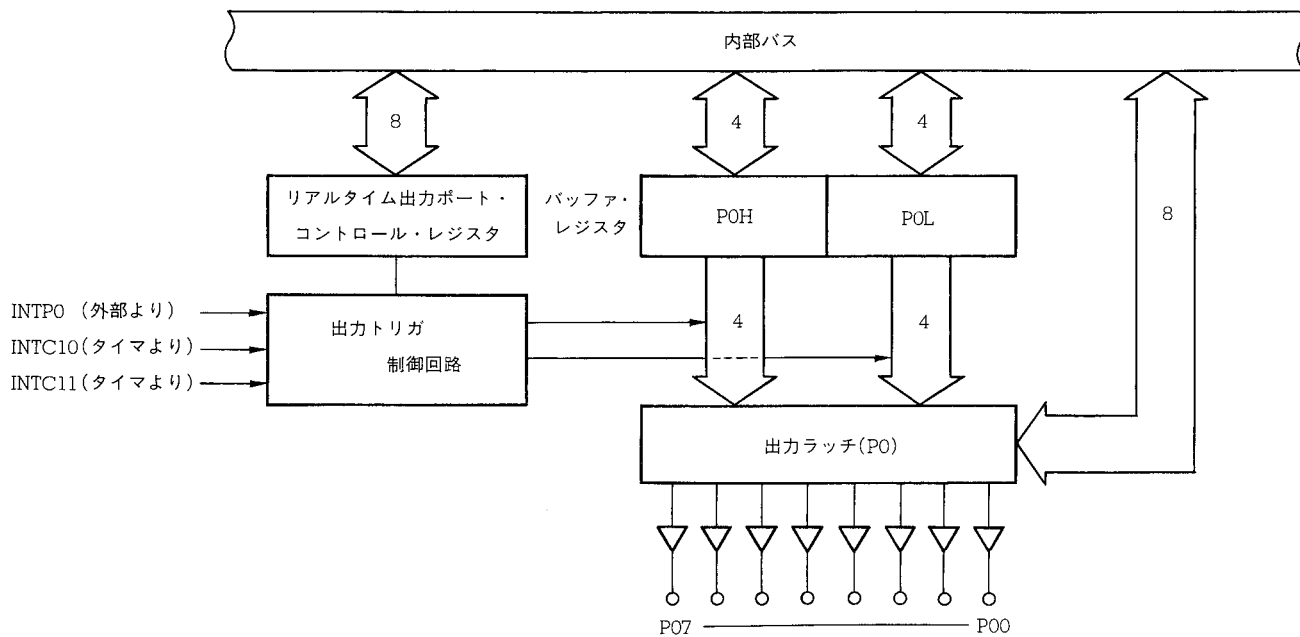 内部バス
8
4
4
リアルタイム出力ポート・
コントロール・レジスタ
バッファ・
レジスタ
P0H
P0L
8
INTP0 (外部より)
INTC10(タイマより)
INTC11(タイマより)
出力トリガ
制御回路
4
4
出力ラッチ(P0)
P07
P00